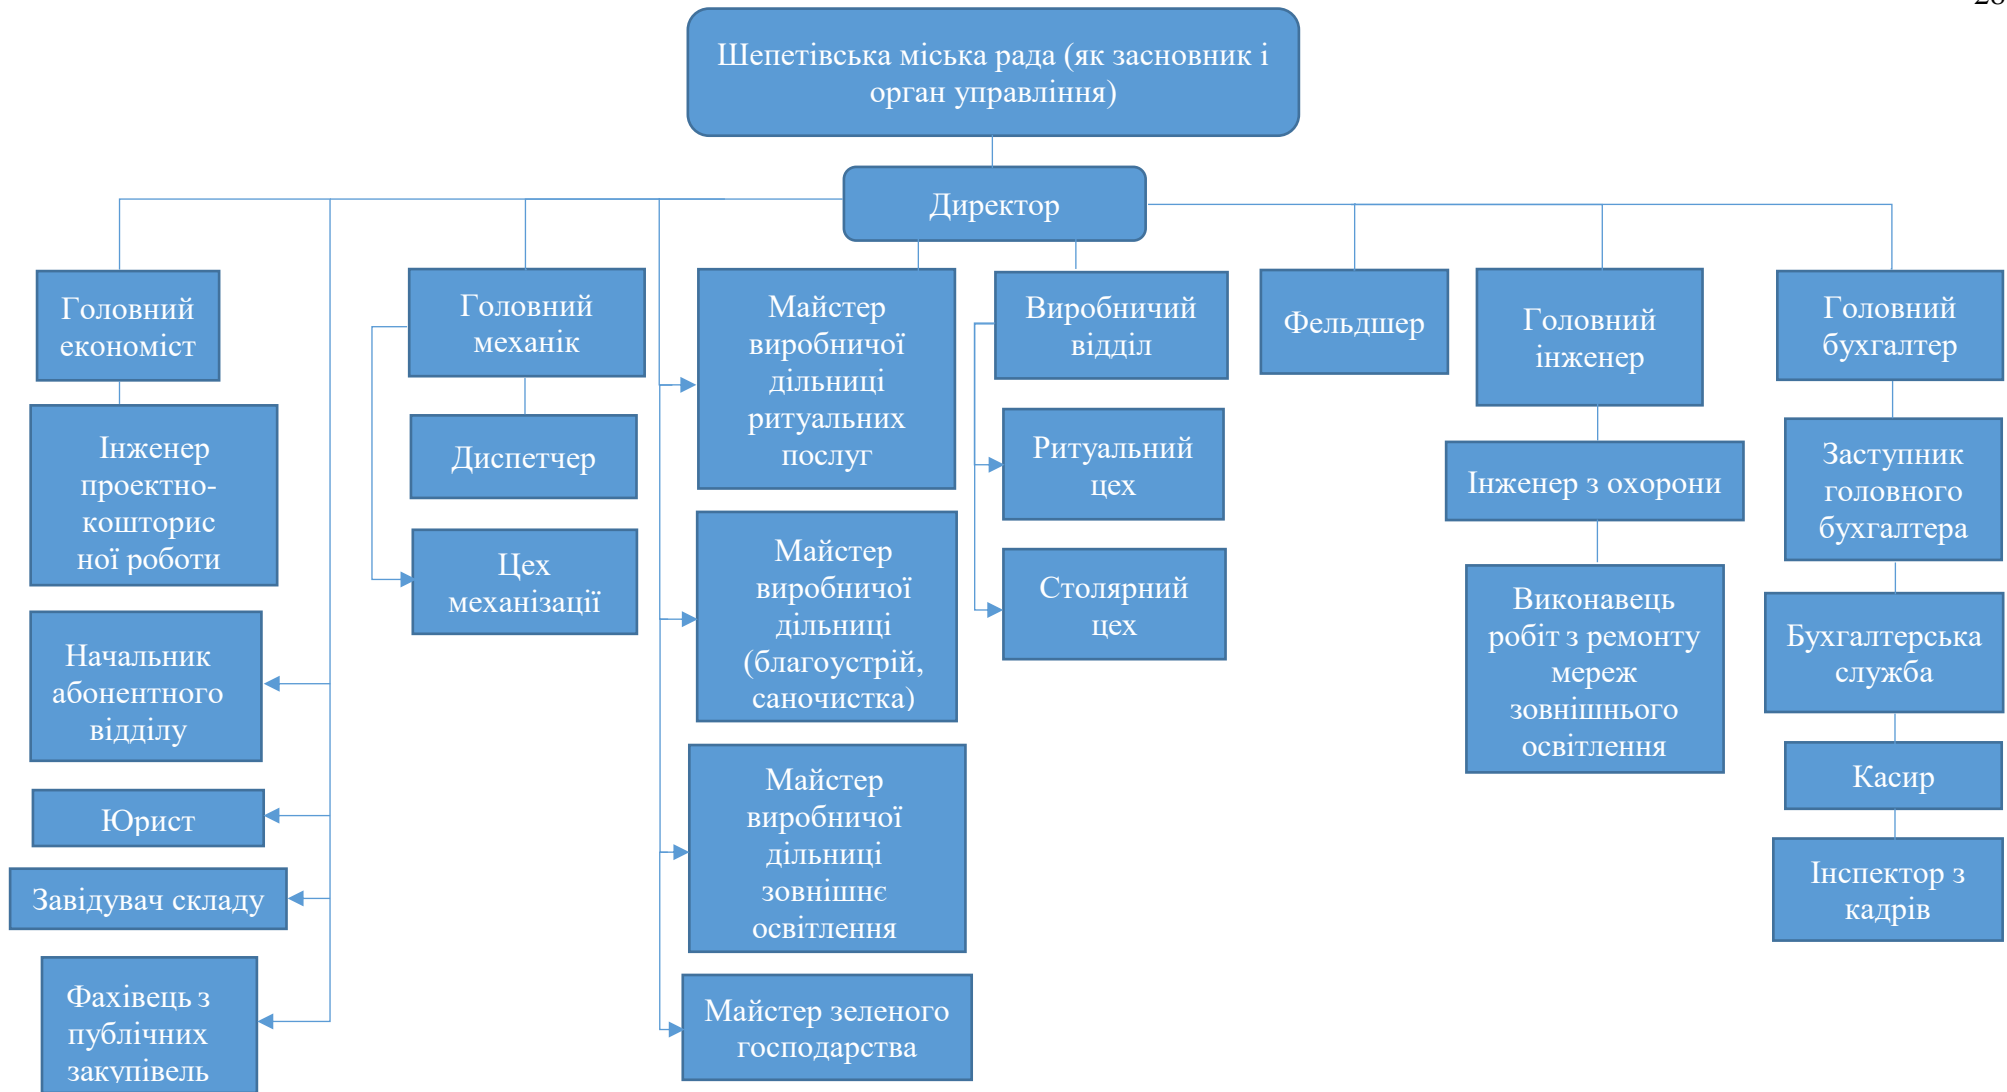 Шепетівська міська рада (як засновник і
орган управління)
Директор
Головний
економіст
Інженер
проектно-
кошторис
ної роботи
Начальник
абонентного
відділу
Юрист
Завідувач складу
Фахівець з
публічних
закупівель
Головний
механік
Диспетчер
Цех
механізації
Майстер
виробничої
дільниці
ритуальних
послуг
Майстер
виробничої
дільниці
(благоустрій,
саночистка)
Майстер
виробничої
дільниці
зовнішнє
освітлення
Майстер зеленого
господарства
Виробничий
відділ
Ритуальний
цех
Столярний
цех
Фельдшер
Головний
інженер
Інженер з охорони
Виконавець
робіт з ремонту
мереж
зовнішнього
освітлення
Головний
бухгалтер
Заступник
головного
бухгалтера
Бухгалтерська
служба
Касир
Інспектор з
кадрів